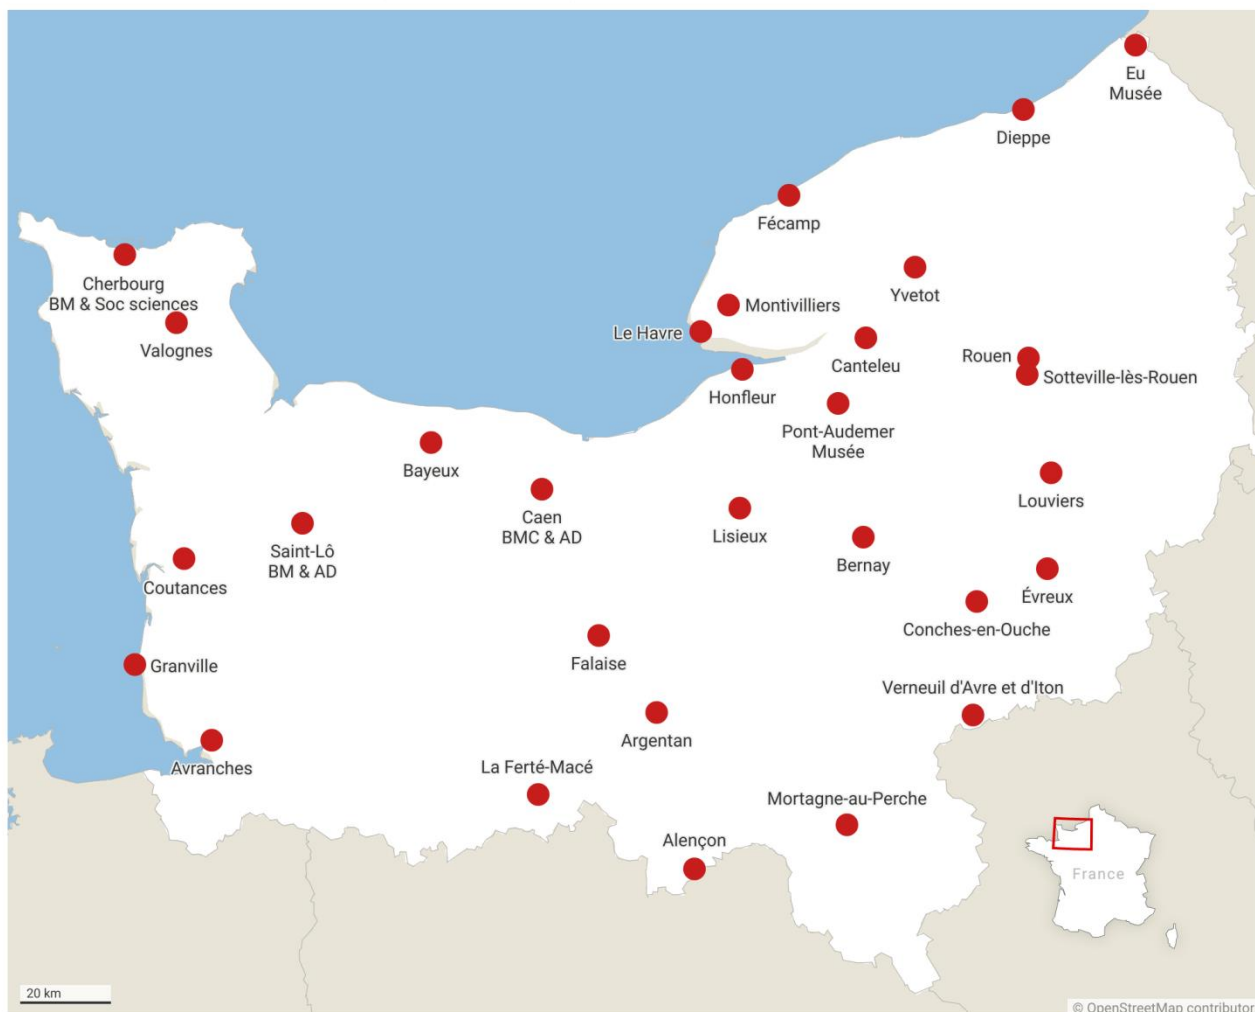 Eu
Musée
Dieppe
Fécamp
Cherbourg
BM & Soc sciences
Yvetot
Montivilliers
Le Havre
Valognes
Canteleu
Rouen
Sotteville-lès-Rouen
Honfleur
Pont-Audemer
Musée
Bayeux
Louviers
Caen
BMC & AD
Lisieux
Saint-Lô
BM & AD
Bernay
Coutances
Évreux
Conches-en-Ouche
Falaise
Granville
Verneuil d'Avre et d'Iton
Argentan
Avranches
La Ferté-Macé
Mortagne-au-Perche
Alençon
France
20 km
© OpenStreetMap contributor